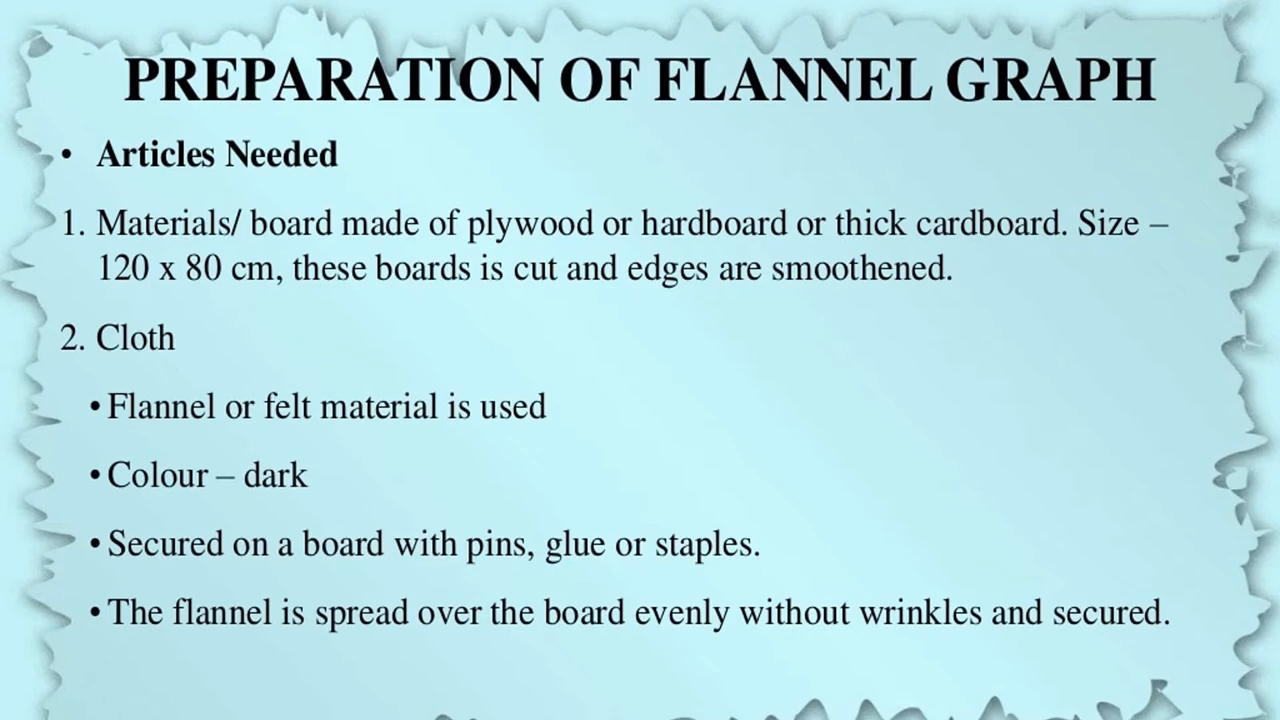 PREPARATION OF FLANNEL GRAPH
• Articles Needed
1. Materials/ board made of plywood or hardboard or thick cardboard. Size –
120 x 80 cm, these boards is cut and edges are smoothened.
2. Cloth
• Flannel or felt material is used
• Colour – dark
• Secured on a board with pins, glue or staples.
• The flannel is spread over the board evenly without wrinkles and secured.